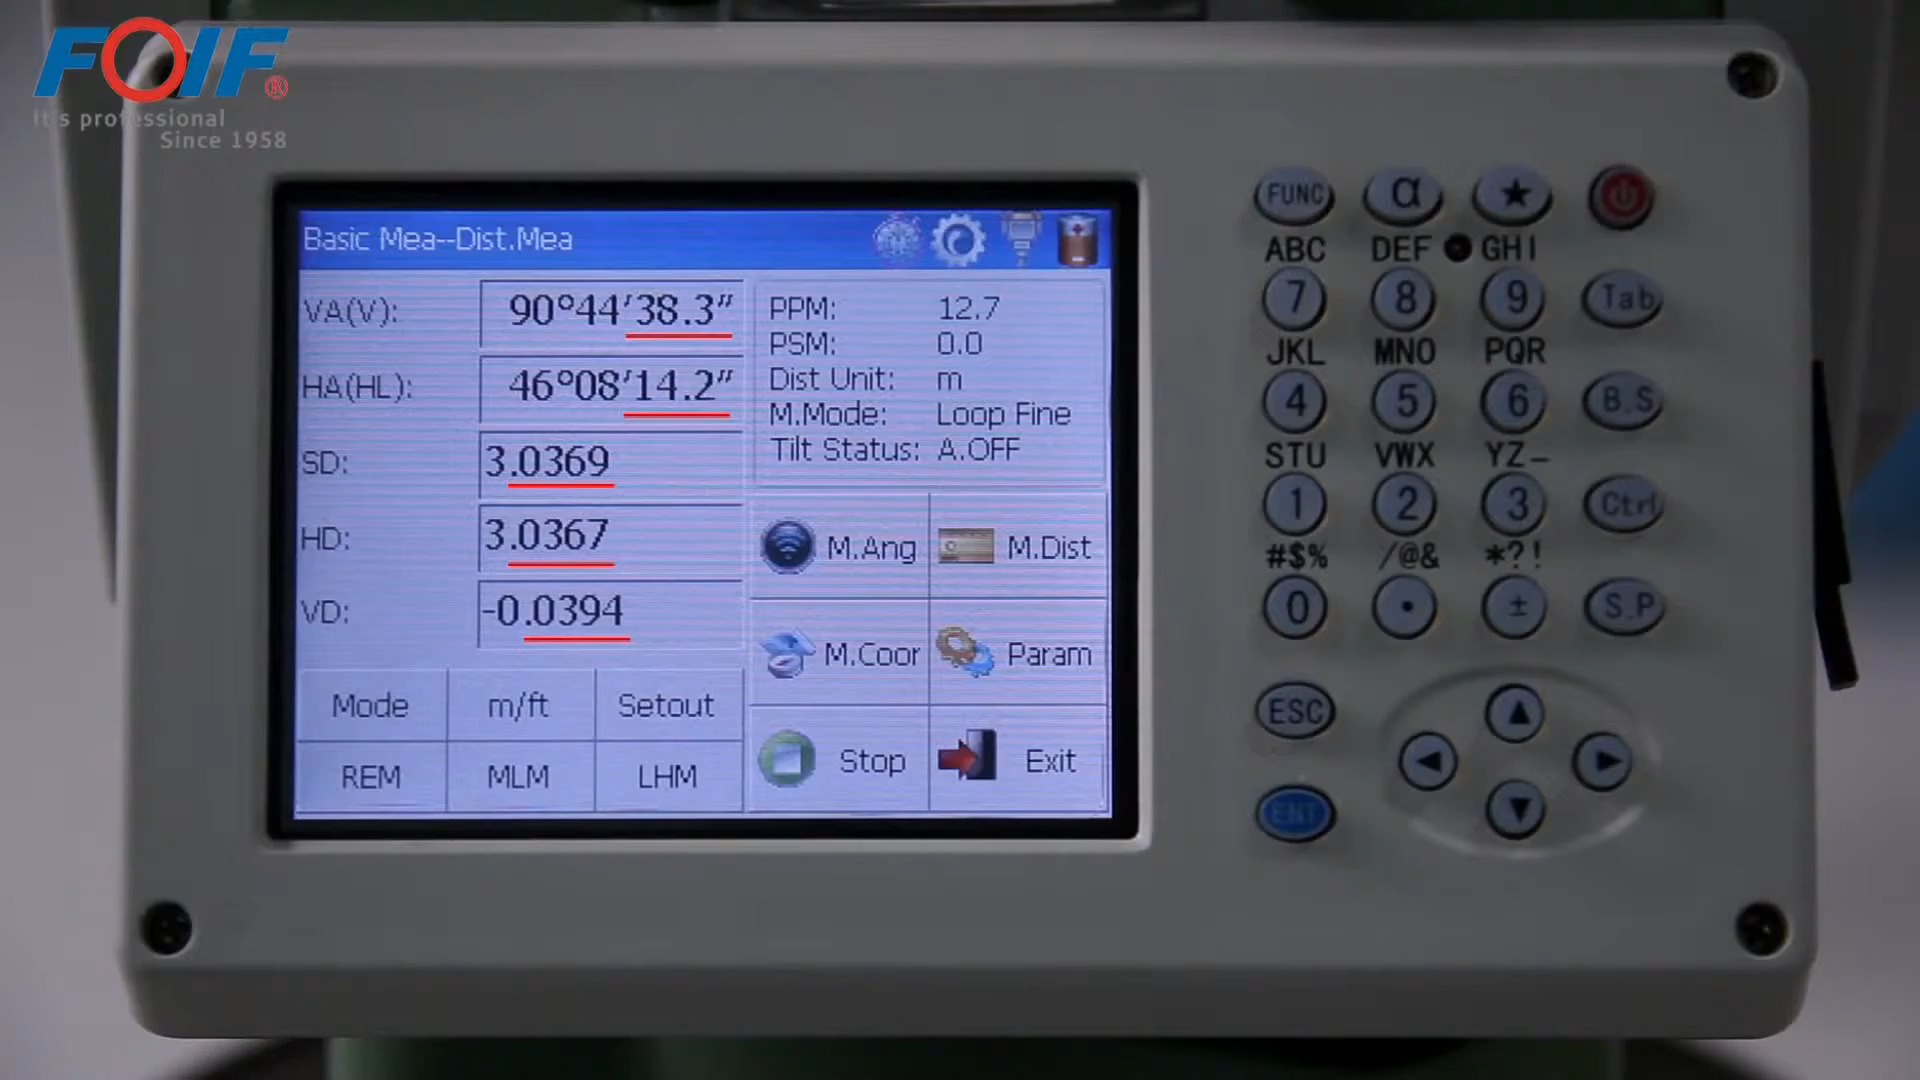 FOIF®
It's professional
Since 1958
Basic Mea--Dist.Mea
VA(V): 90°44′38.3″
HA(HL): 46°08′14.2″
SD: 3.0369
HD: 3.0367
VD: -0.0394
PPM: 12.7
PSM: 0.0
Dist Unit: m
M.Mode: Loop Fine
Tilt Status: A.OFF
M.Ang M.Dist
M.Coor Param
Stop Exit
Mode m/ft Setout
REM MLM LHM
FUNC α ★
ABC DEF GHI
7 8 9 Tab
JKL MNO PQR
4 5 6 B.S
STU VWX YZ_
1 2 3 Ctrl
#$% /@& *?!
0 • ± S.P
ESC
ENT